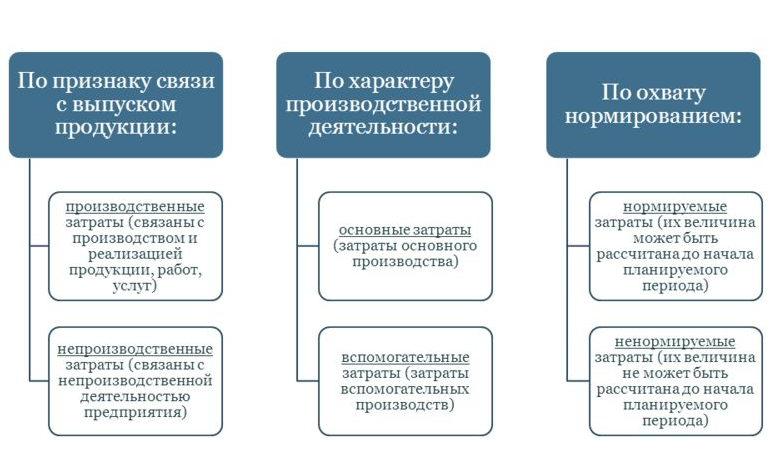 По признаку связи
с выпуском
продукции:
производственные
затраты (связаны с
производством и
реализацией
продукции, работ,
услуг)
непроизводственные
затраты (связаны с
непроизводственной
деятельностью
предприятия)
По характеру
производственной
деятельности:
основные затраты
(затраты основного
производства)
вспомогательные
затраты (затраты
вспомогательных
производств)
По охвату
нормированием:
нормируемые
затраты (их величина
может быть
рассчитана до начала
планируемого
периода)
ненормируемые
затраты (их величина
не может быть
рассчитана до начала
планируемого
периода)